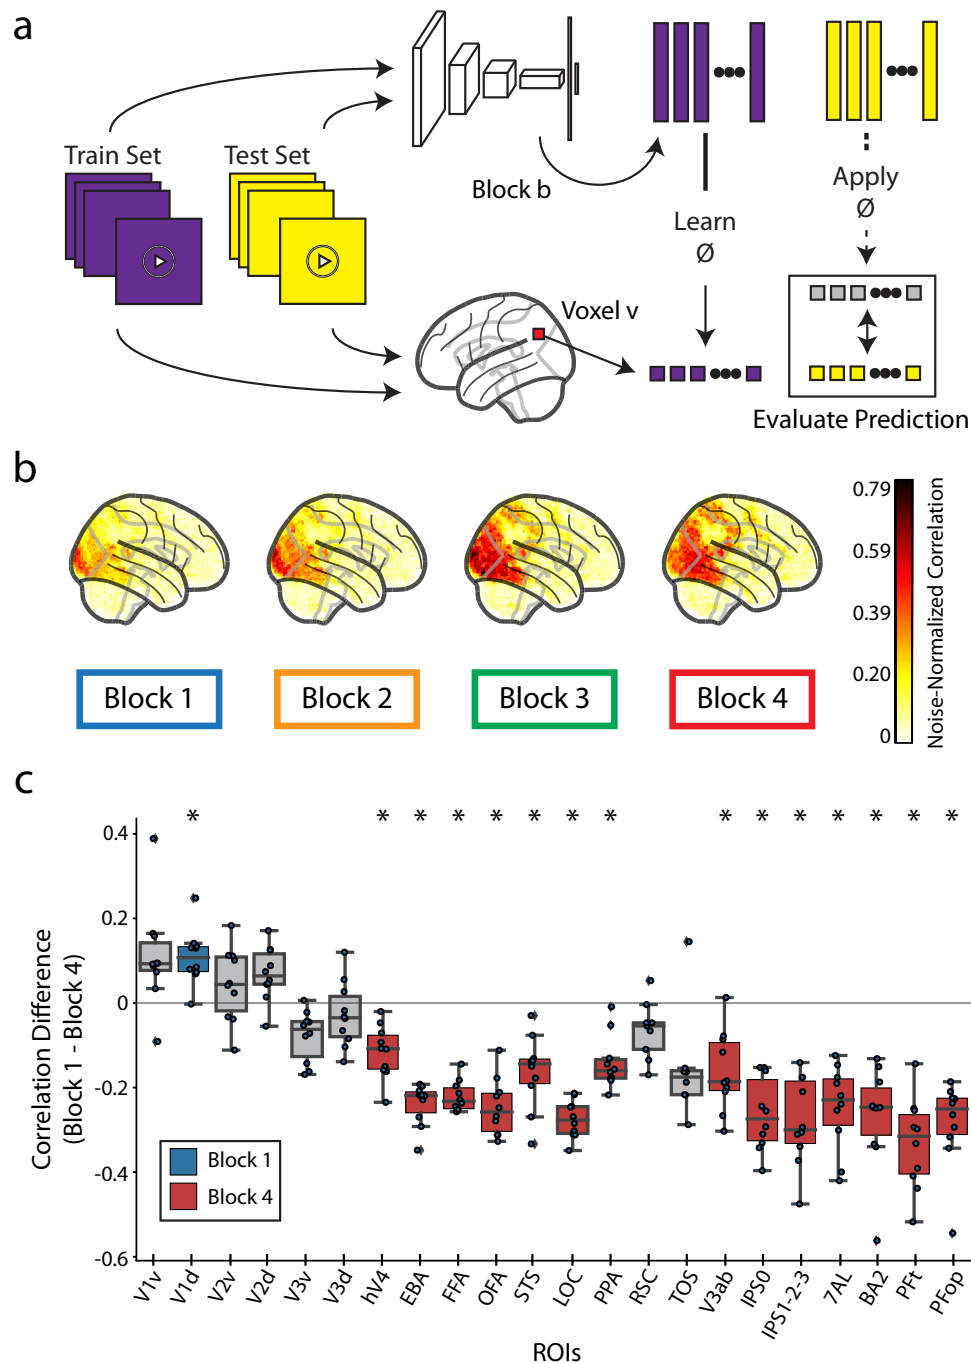 a
Train Set
Test Set
Block b
Learn
Ø
Apply
Ø
Voxel v
Evaluate Prediction
b
Block 1
Block 2
Block 3
Block 4
0.79
0.59
0.39
0.20
0
Noise-Normalized Correlation
c
* * * * * * * * * * * * * *
0.4
0.2
0
-0.2
-0.4
-0.6
Correlation Difference
(Block 1 - Block 4)
Block 1
Block 4
V1v
V1d
V2v
V2d
V3v
V3d
hV4
EBA
FFA
OFA
STS
LOC
PPA
RSC
TOS
V3ab
IPS0
IPS1-2-3
7AL
BA2
PFt
PFop
ROIs